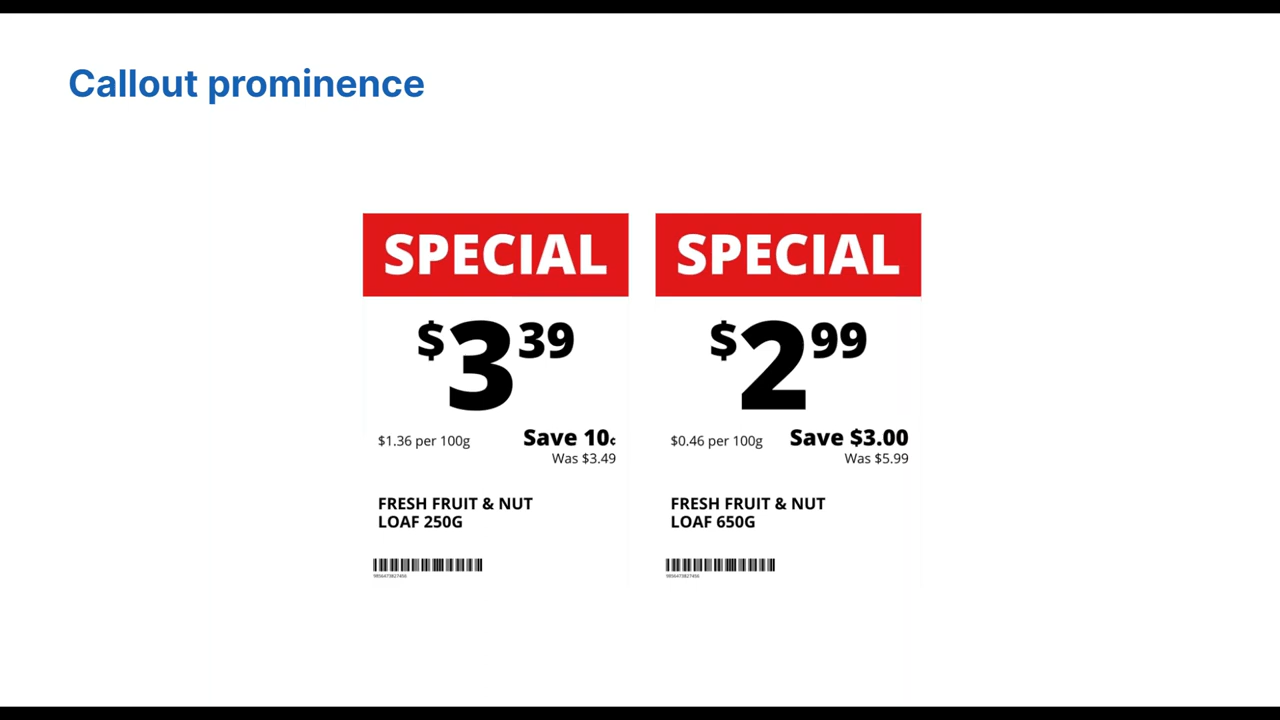 Callout prominence
SPECIAL
$3 39
$1.36 per 100g
Save 10¢
Was $3.49
FRESH FRUIT & NUT
LOAF 250G
SPECIAL
$2 99
$0.46 per 100g
Save $3.00
Was $5.99
FRESH FRUIT & NUT
LOAF 650G